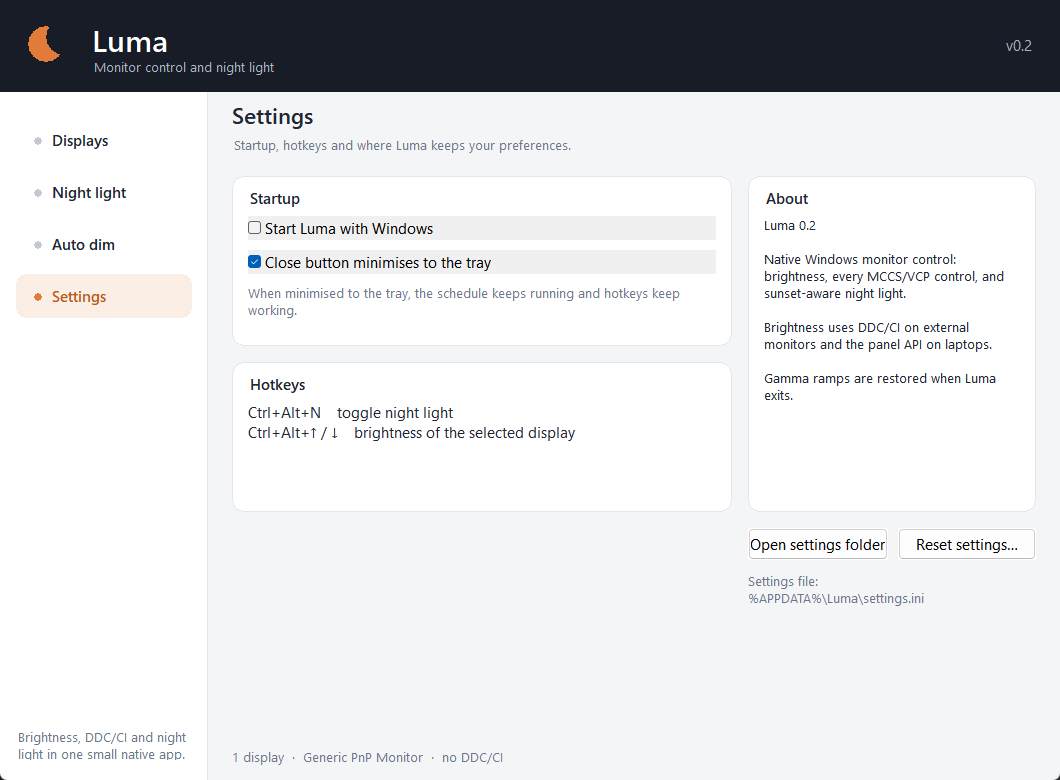 Luma
Monitor control and night light
v0.2
Displays
Night light
Auto dim
Settings
Brightness, DDC/CI and night
light in one small native app.
Settings
Startup, hotkeys and where Luma keeps your preferences.
Startup
Start Luma with Windows
Close button minimises to the tray
When minimised to the tray, the schedule keeps running and hotkeys keep
working.
Hotkeys
Ctrl+Alt+N toggle night light
Ctrl+Alt+↑ / ↓ brightness of the selected display
About
Luma 0.2
Native Windows monitor control:
brightness, every MCCS/VCP control, and
sunset-aware night light.
Brightness uses DDC/CI on external
monitors and the panel API on laptops.
Gamma ramps are restored when Luma
exits.
Open settings folder
Reset settings...
Settings file:
%APPDATA%\Luma\settings.ini
1 display · Generic PnP Monitor · no DDC/CI